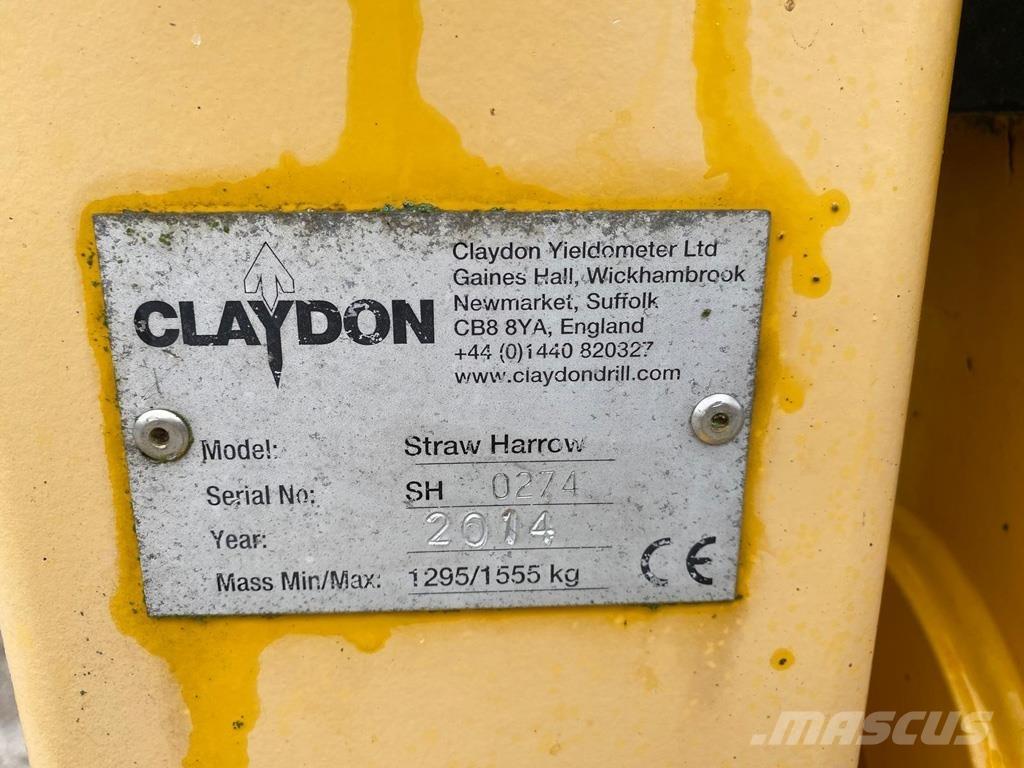 CLAYDON
Claydon Yieldometer Ltd
Gaines Hall, Wickhambrook
Newmarket, Suffolk
CB8 8YA, England
+44 (0)1440 820327
www.claydondrill.com
Model: Straw Harrow
Serial No: SH 0274
Year: 2014
Mass Min/Max: 1295/1555 kg
CE
MASCUS